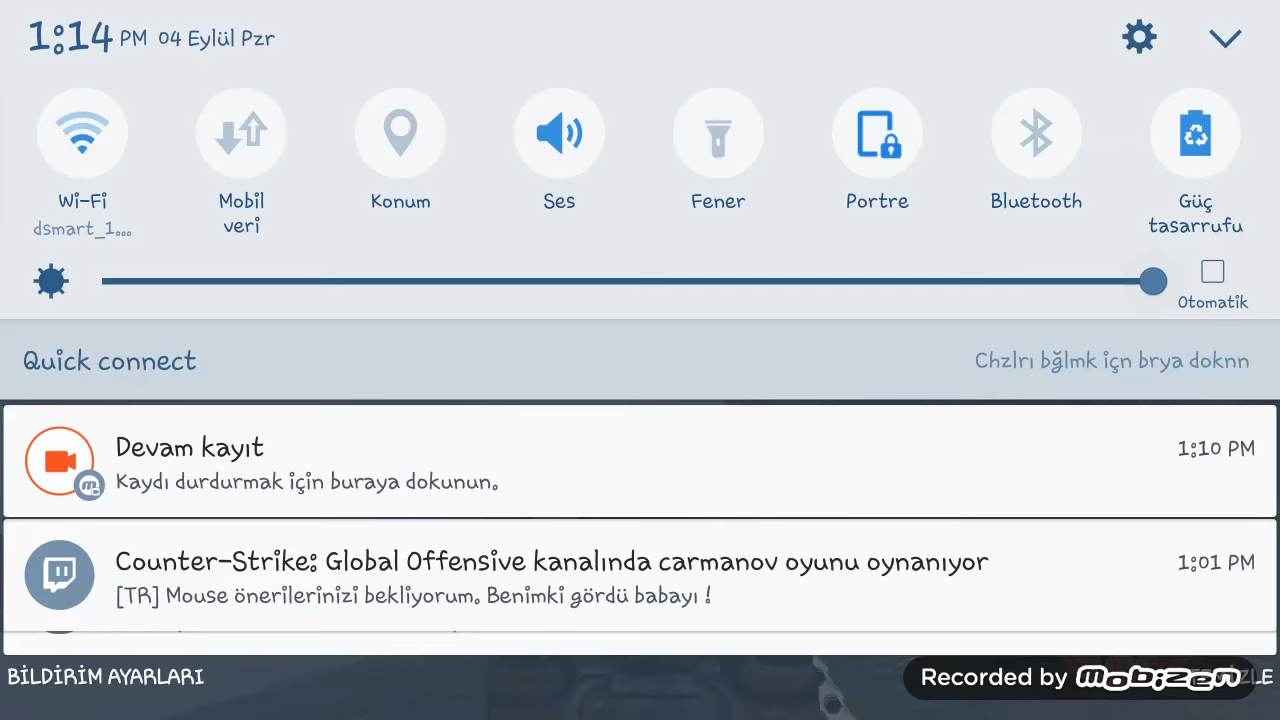 1:14 PM 04 Eylül Pzr
Wi-Fi
dsmart_1...
Mobil
veri
Konum
Ses
Fener
Portre
Bluetooth
Güç
tasarrufu
Otomatik
Quick connect
Chzlrı bğlmk içn brya doknn
Devam kayıt
1:10 PM
Kaydı durdurmak için buraya dokunun.
Counter-Strike: Global Offensive kanalında carmanov oyunu oynanıyor
1:01 PM
[TR] Mouse önerilerinizi bekliyorum. Benimki gördü babayı !
BİLDİRİM AYARLARI
Recorded by mobizen